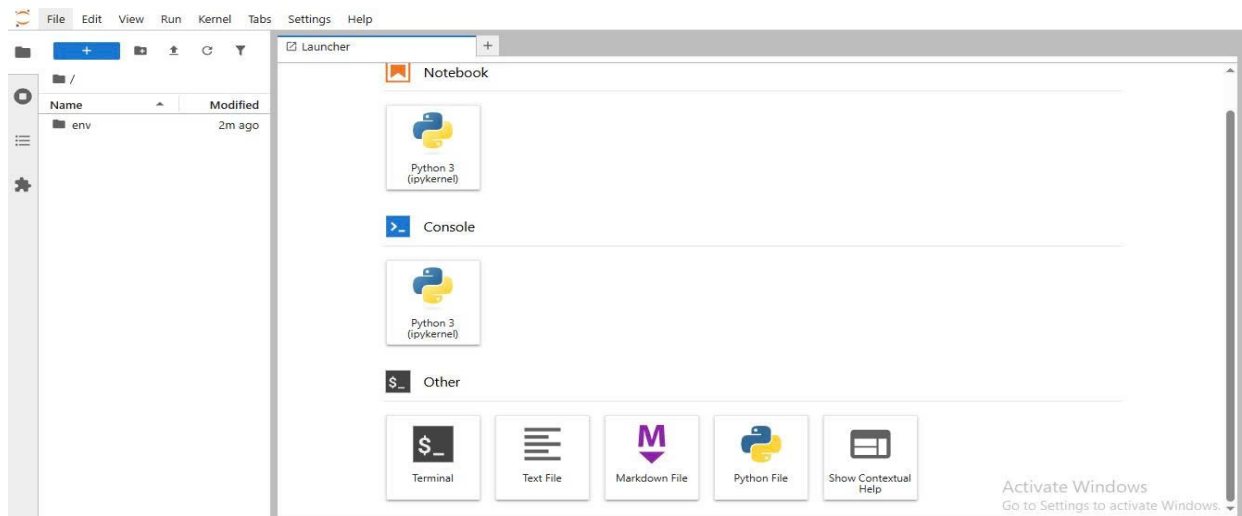 File Edit View Run Kernel Tabs Settings Help
+
Launcher
+
/
Name Modified
env 2m ago
Notebook
Python 3
(ipykernel)
>_ Console
Python 3
(ipykernel)
$_ Other
$_
Terminal
Text File
M
Markdown File
Python File
Show Contextual
Help
Activate Windows
Go to Settings to activate Windows.